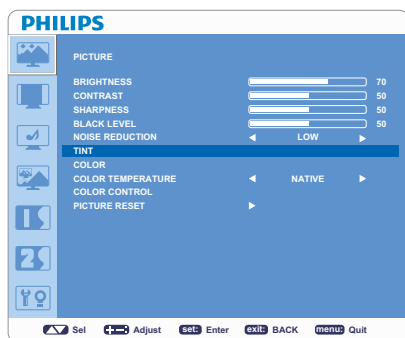 PHILIPS
PICTURE
BRIGHTNESS 70
CONTRAST 50
SHARPNESS 50
BLACK LEVEL 50
NOISE REDUCTION LOW
TINT
COLOR
COLOR TEMPERATURE NATIVE
COLOR CONTROL
PICTURE RESET
Sel Adjust set: Enter exit: BACK menu: Quit